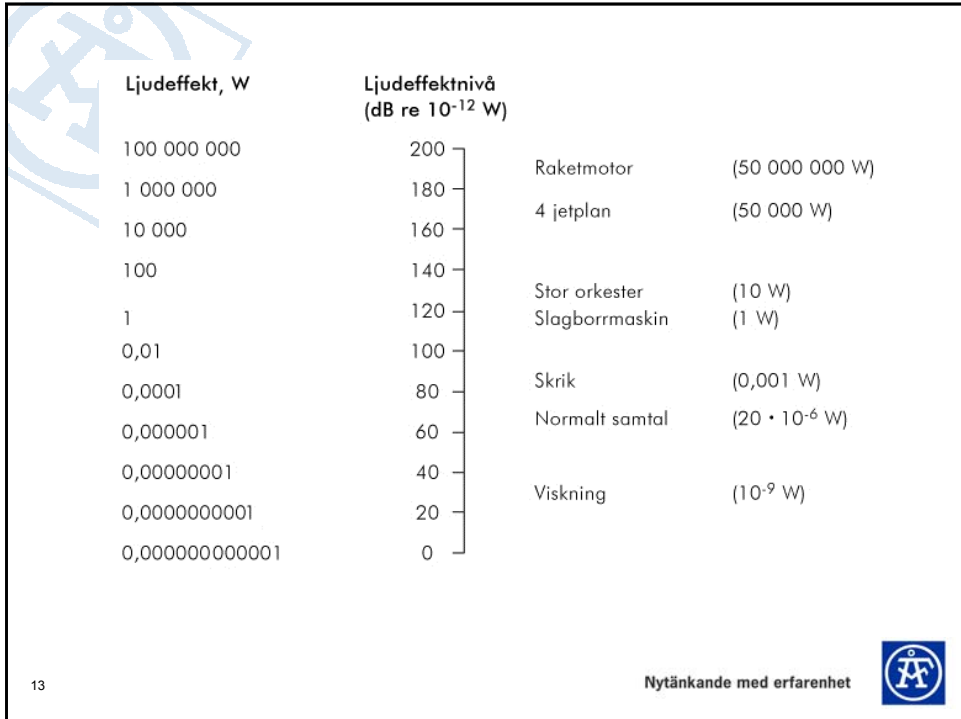 Ljudeffekt, W Ljudeffektnivå
(dB re 10⁻¹² W)
100 000 000 200
Raketmotor (50 000 000 W)
1 000 000 180
4 jetplan (50 000 W)
10 000 160
100 140
Stor orkester (10 W)
1 120
Slagborrmaskin (1 W)
0,01 100
Skrik (0,001 W)
0,0001 80
Normalt samtal (20 · 10⁻⁶ W)
0,000001 60
0,00000001 40
Viskning (10⁻⁹ W)
0,0000000001 20
0,000000000001 0
13 Nytänkande med erfarenhet ÅF